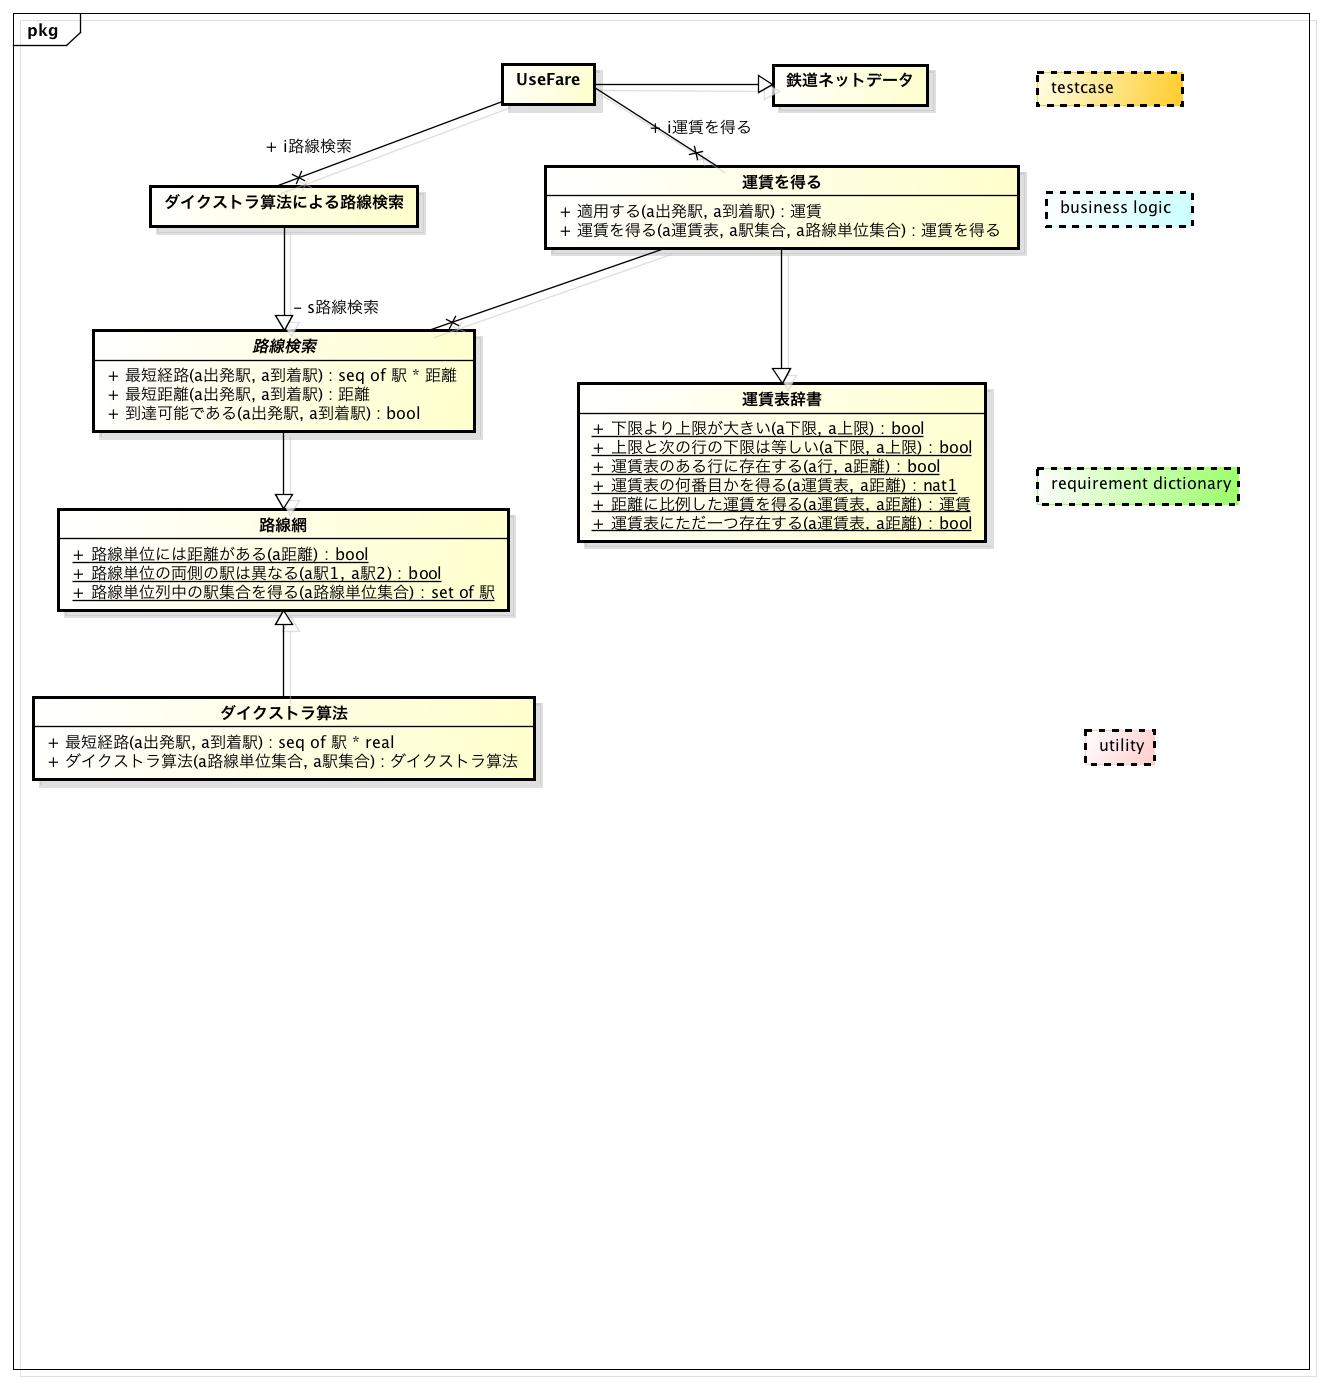 pkg
UseFare
鉄道ネットデータ
testcase
+ i運賃を得る
+ i路線検索
運賃を得る
+ 適用する(a出発駅, a到着駅) : 運賃
+ 運賃を得る(a運賃表, a駅集合, a路線単位集合) : 運賃を得る
ダイクストラ算法による路線検索
business logic
- s路線検索
路線検索
+ 最短経路(a出発駅, a到着駅) : seq of 駅 * 距離
+ 最短距離(a出発駅, a到着駅) : 距離
+ 到達可能である(a出発駅, a到着駅) : bool
運賃表辞書
+ 下限より上限が大きい(a下限, a上限) : bool
+ 上限と次の行の下限は等しい(a下限, a上限) : bool
+ 運賃表のある行に存在する(a行, a距離) : bool
+ 運賃表の何番目かを得る(a運賃表, a距離) : nat1
+ 距離に比例した運賃を得る(a運賃表, a距離) : 運賃
+ 運賃表にただ一つ存在する(a運賃表, a距離) : bool
requirement dictionary
路線網
+ 路線単位には距離がある(a距離) : bool
+ 路線単位の両側の駅は異なる(a駅1, a駅2) : bool
+ 路線単位列中の駅集合を得る(a路線単位集合) : set of 駅
ダイクストラ算法
+ 最短経路(a出発駅, a到着駅) : seq of 駅 * real
+ ダイクストラ算法(a路線単位集合, a駅集合) : ダイクストラ算法
utility